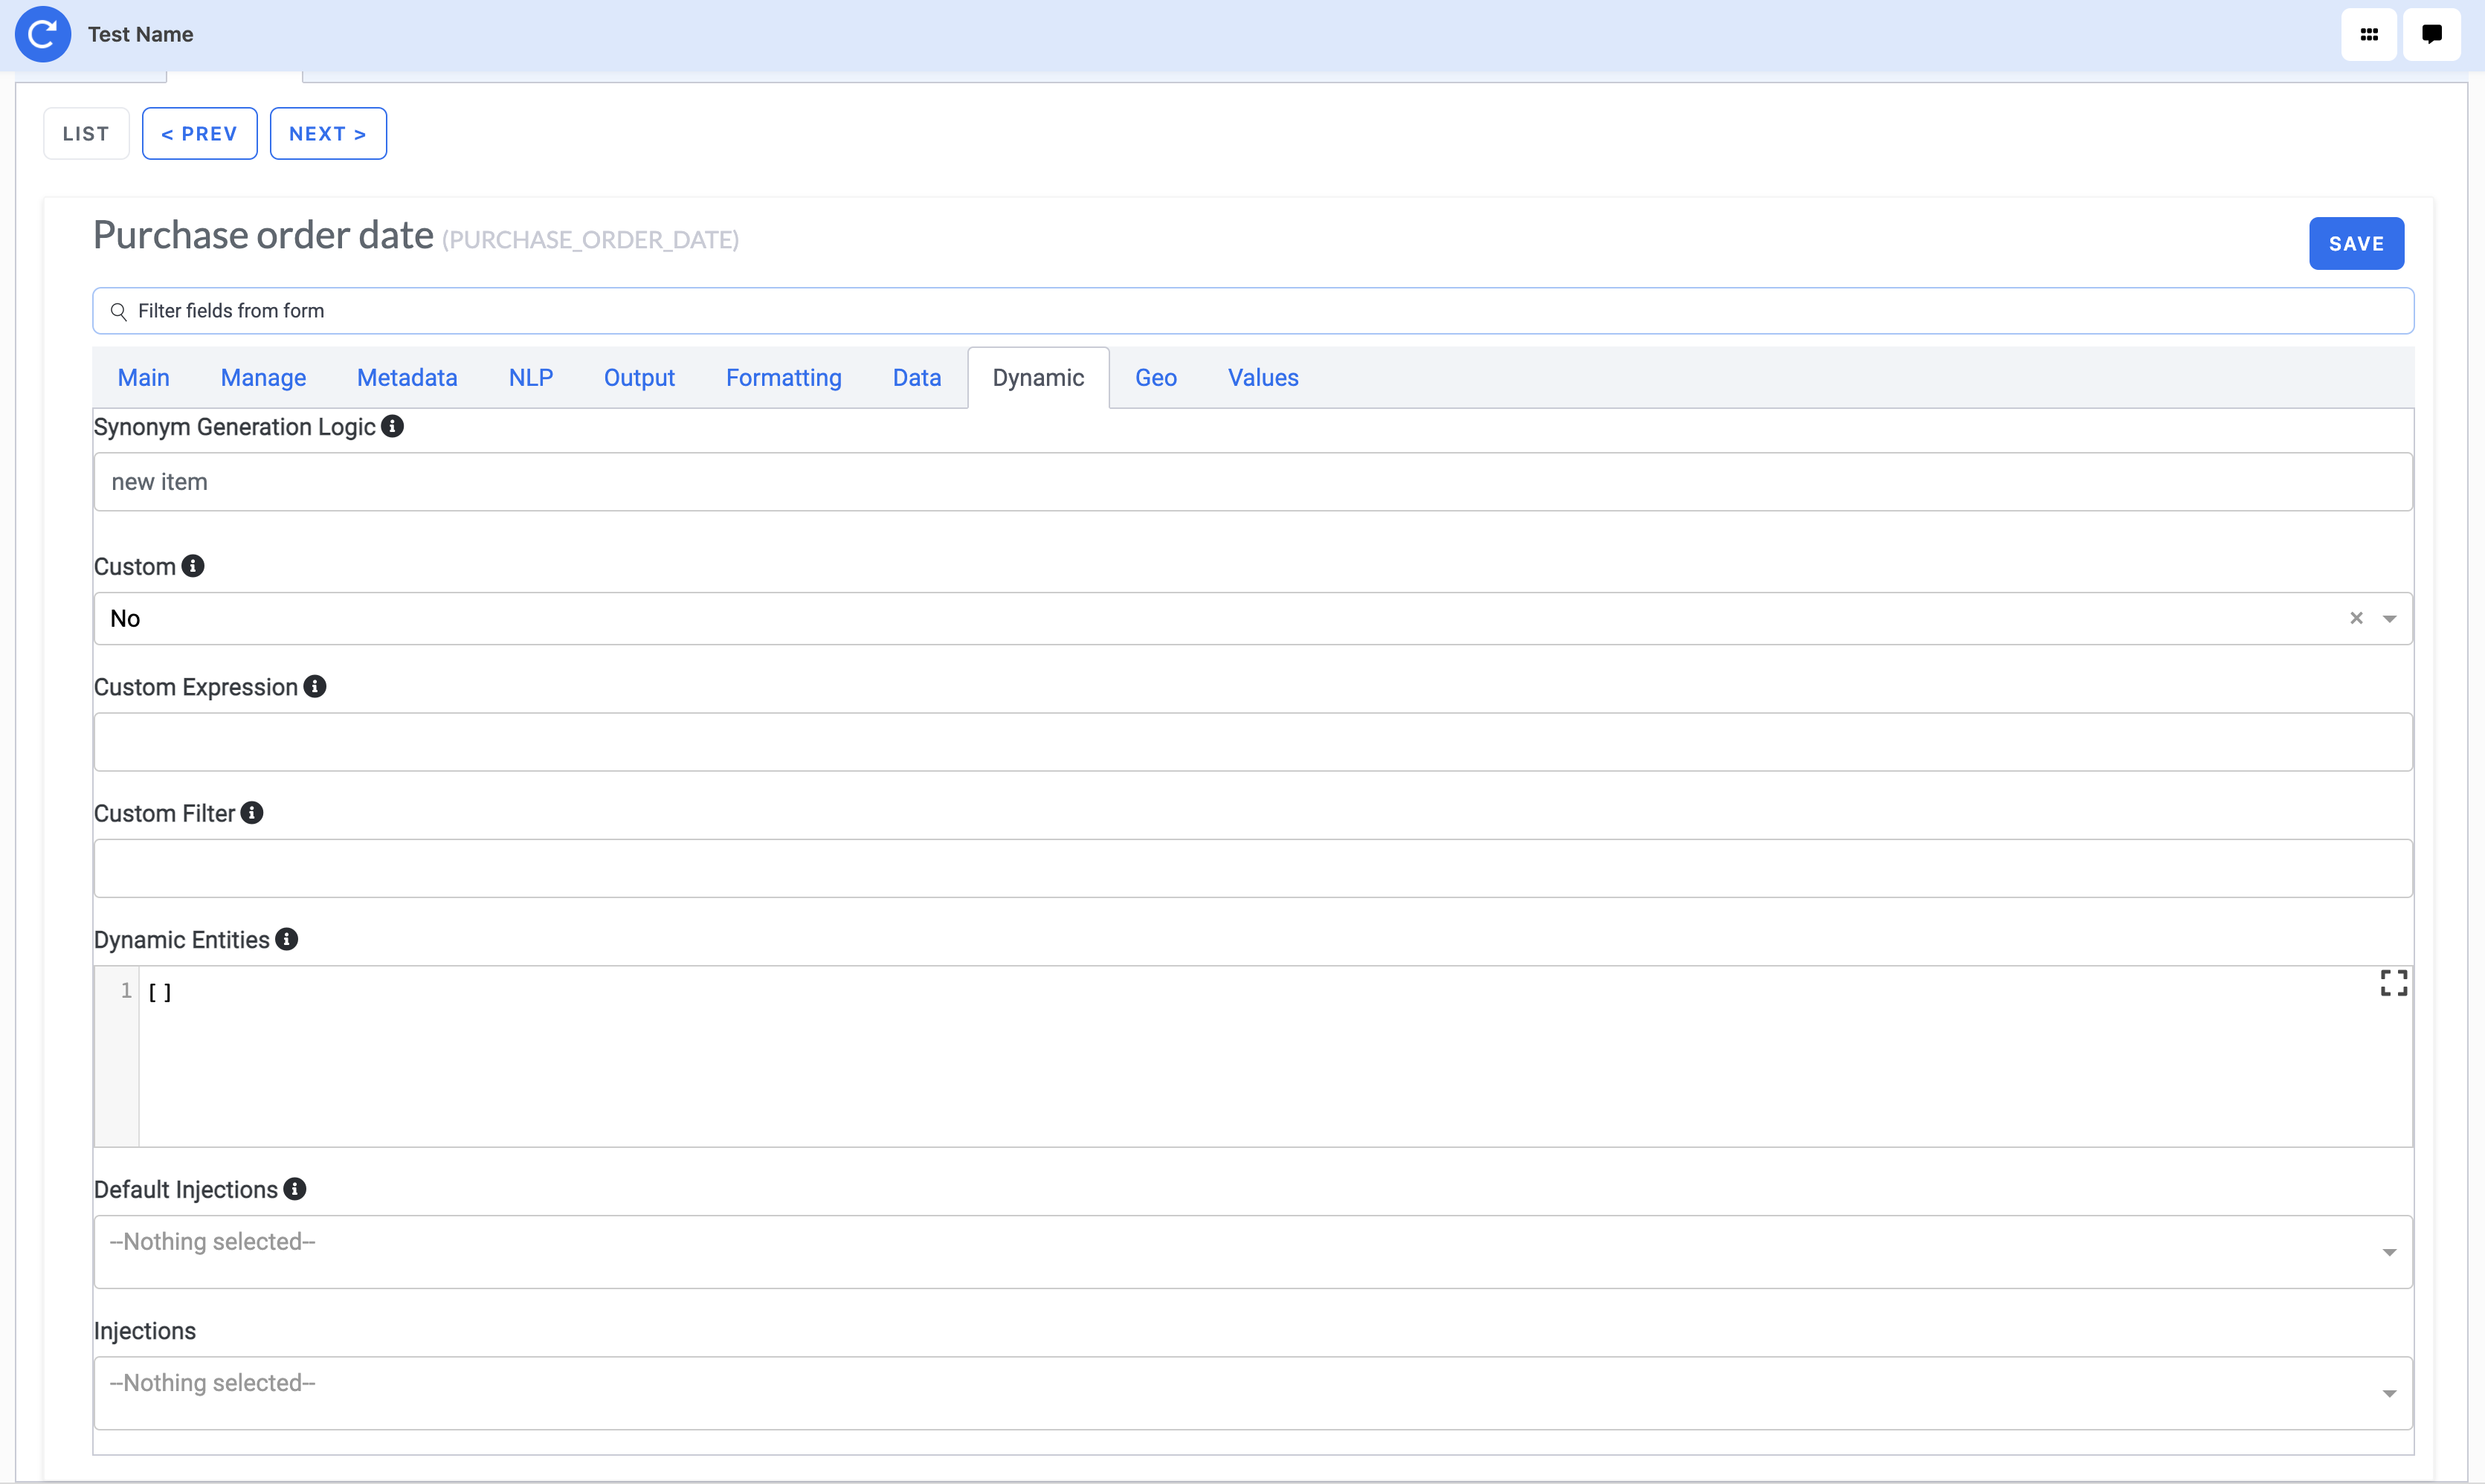 Test Name
LIST
< PREV
NEXT >
Purchase order date (PURCHASE_ORDER_DATE)
SAVE
Filter fields from form
Main Manage Metadata NLP Output Formatting Data Dynamic Geo Values
Synonym Generation Logic
new item
Custom
No
Custom Expression
Custom Filter
Dynamic Entities
1 []
Default Injections
--Nothing selected--
Injections
--Nothing selected--